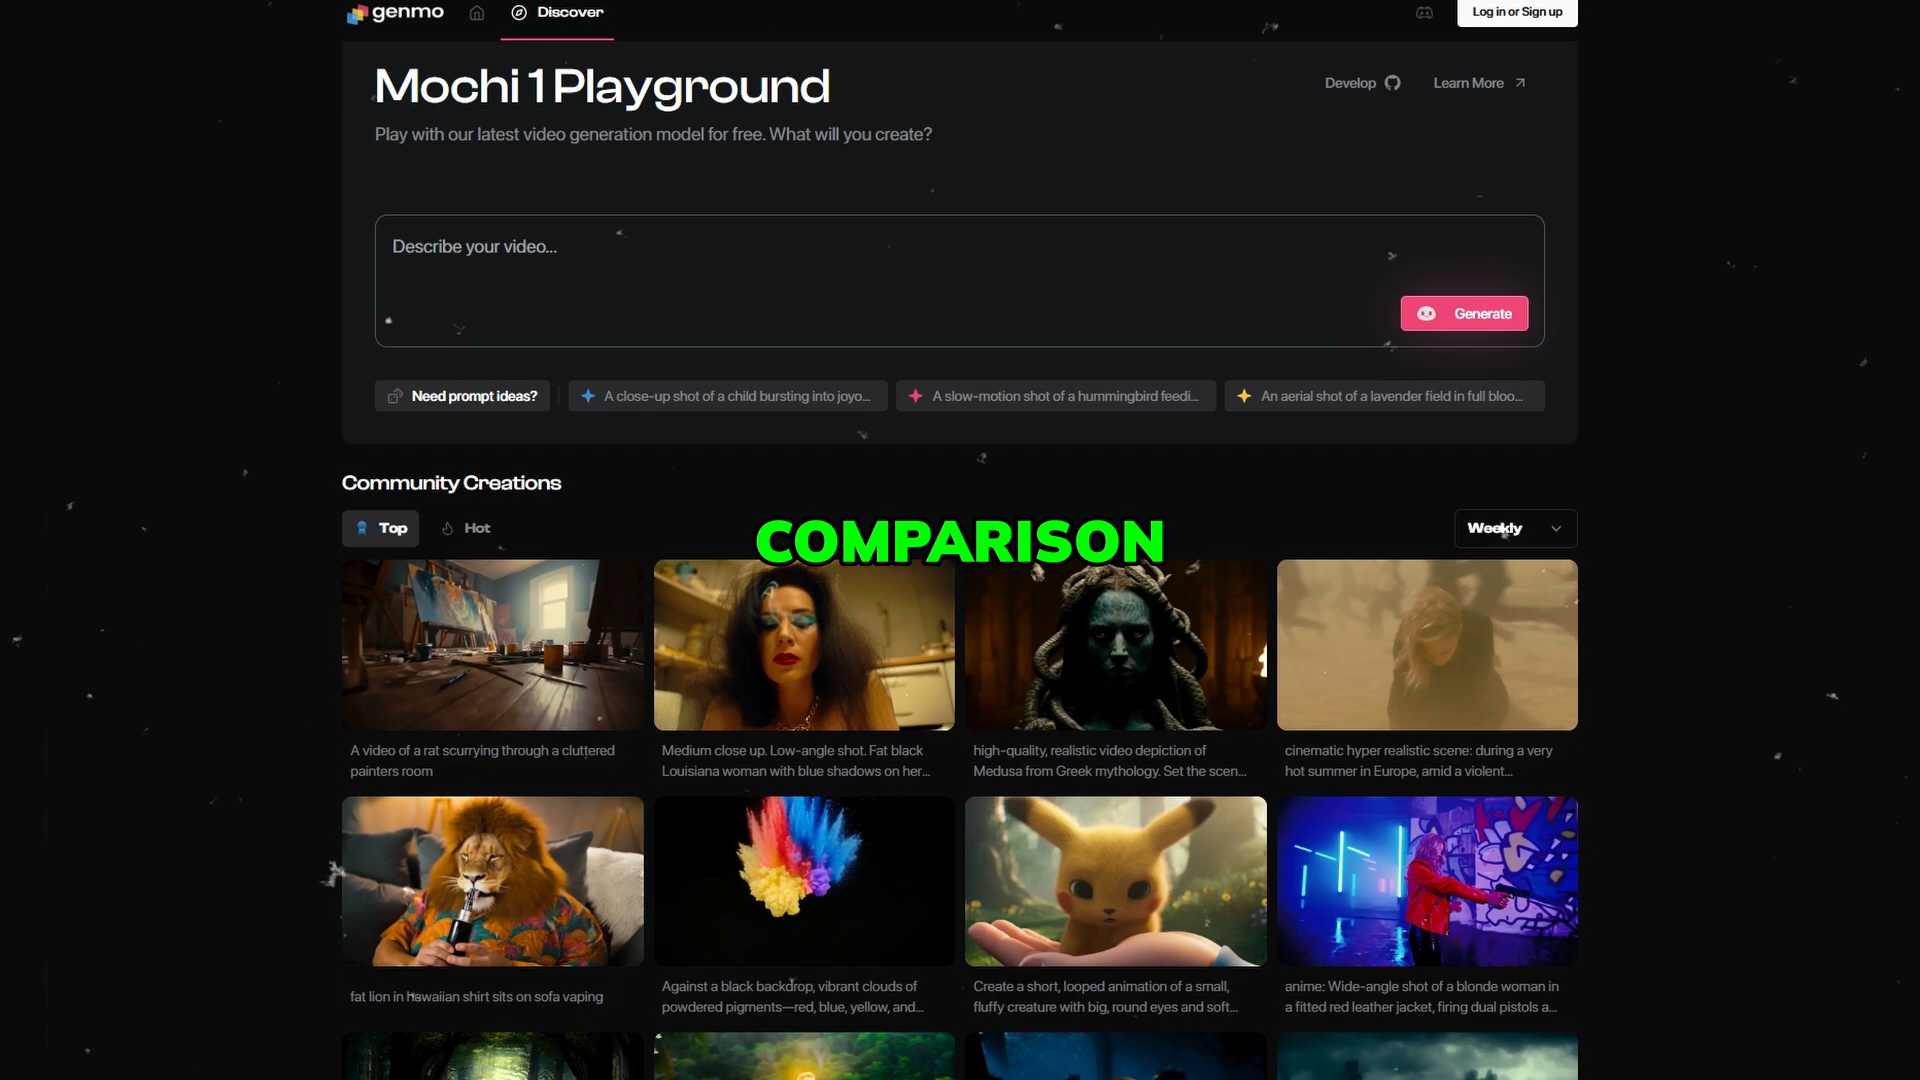 genmo
Discover
Log in or Sign up
Mochi 1 Playground
Develop
Learn More
Play with our latest video generation model for free. What will you create?
Describe your video...
Generate
Need prompt ideas?
A close-up shot of a child bursting into joyo...
A slow-motion shot of a hummingbird feedi...
An aerial shot of a lavender field in full bloo...
Community Creations
Top
Hot
COMPARISON
Weekly
A video of a rat scurrying through a cluttered
painters room
Medium close up. Low-angle shot. Fat black
Louisiana woman with blue shadows on her...
high-quality, realistic video depiction of
Medusa from Greek mythology. Set the scen...
cinematic hyper realistic scene: during a very
hot summer in Europe, amid a violent...
fat lion in hawaiian shirt sits on sofa vaping
Against a black backdrop, vibrant clouds of
powdered pigments—red, blue, yellow, and...
Create a short, looped animation of a small,
fluffy creature with big, round eyes and soft...
anime: Wide-angle shot of a blonde woman in
a fitted red leather jacket, firing dual pistols a...